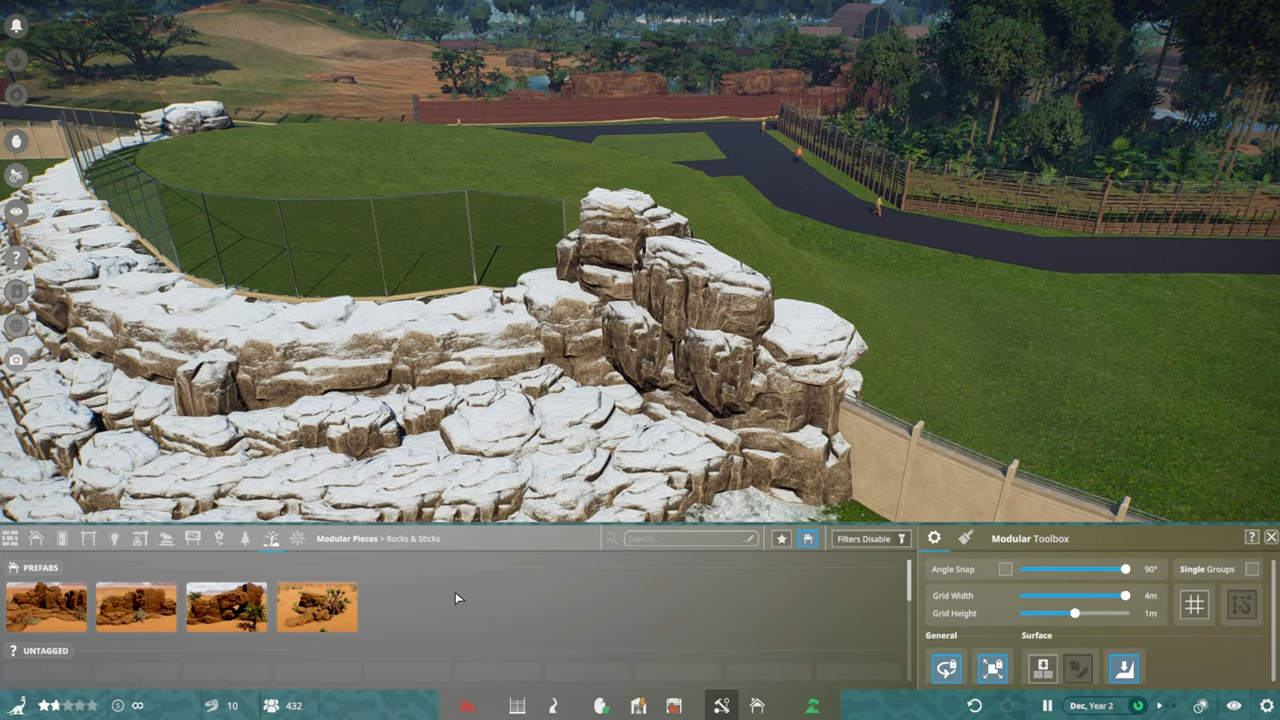 Modular Pieces > Rocks & Sticks
Search...
Filters Disable
Modular Toolbox
?
PREFABS
Angle Snap
90°
Single Groups
Grid Width
4m
Grid Height
1m
General
Surface
? UNTAGGED
∞
10
432
Dec, Year 2